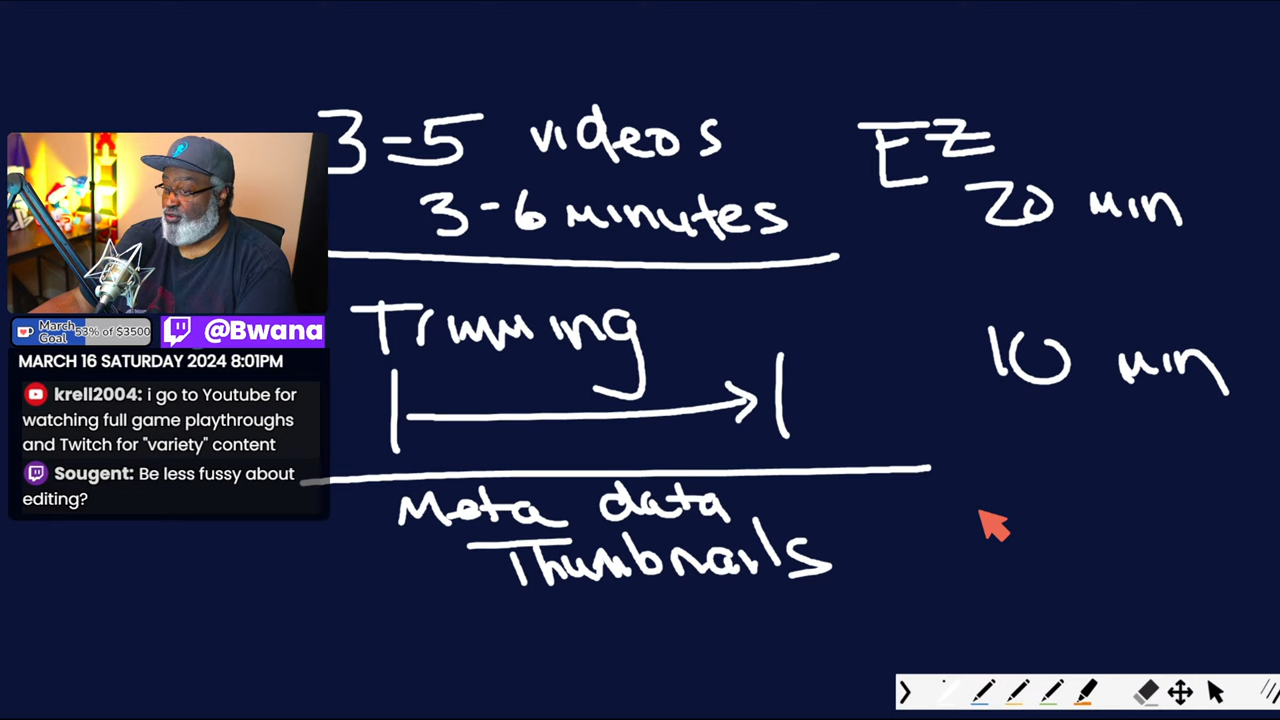 3-5 videos
EZ
3-6 minutes
20 min
March
Goal
53% of $3500
@Bwana
MARCH 16 SATURDAY 2024 8:01PM
krell2004: i go to Youtube for
watching full game playthroughs
and Twitch for "variety" content
Sougent: Be less fussy about
editing?
Trimming
10 min
Meta data
Thumbnails